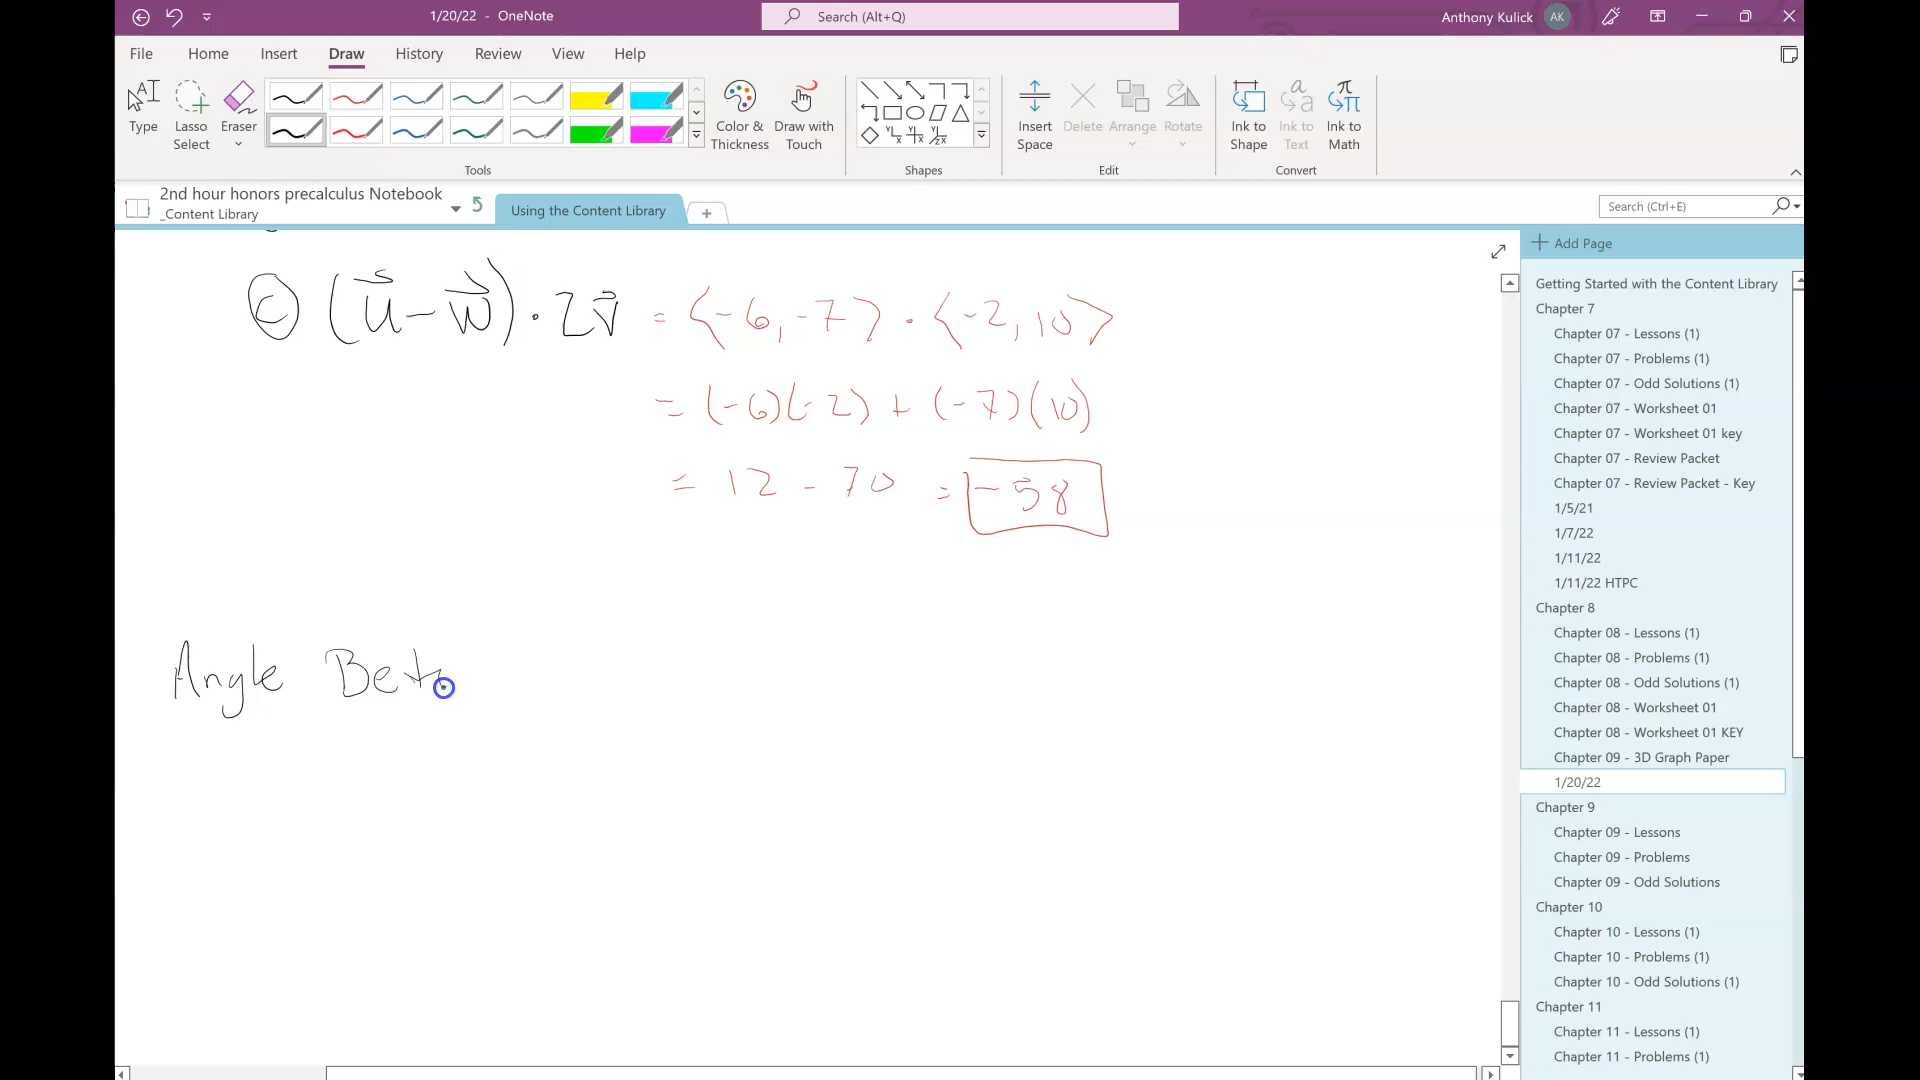 1/20/22 - OneNote
Search (Alt+Q)
Anthony Kulick
AK
File Home Insert Draw History Review View Help
Type
Lasso Select
Eraser
Color & Thickness
Draw with Touch
Insert Space
Delete
Arrange
Rotate
Ink to Shape
Ink to Text
Ink to Math
Tools
Shapes
Edit
Convert
2nd hour honors precalculus Notebook
_Content Library
Using the Content Library
Search (Ctrl+E)
Ⓒ (u⃗ - w⃗) · 2v⃗ = ⟨-6, -7⟩ · ⟨-2, 10⟩
= (-6)(-2) + (-7)(10)
= 12 - 70 = -58
Angle Betw
Add Page
Getting Started with the Content Library
Chapter 7
Chapter 07 - Lessons (1)
Chapter 07 - Problems (1)
Chapter 07 - Odd Solutions (1)
Chapter 07 - Worksheet 01
Chapter 07 - Worksheet 01 key
Chapter 07 - Review Packet
Chapter 07 - Review Packet - Key
1/5/21
1/7/22
1/11/22
1/11/22 HTPC
Chapter 8
Chapter 08 - Lessons (1)
Chapter 08 - Problems (1)
Chapter 08 - Odd Solutions (1)
Chapter 08 - Worksheet 01
Chapter 08 - Worksheet 01 KEY
Chapter 09 - 3D Graph Paper
1/20/22
Chapter 9
Chapter 09 - Lessons
Chapter 09 - Problems
Chapter 09 - Odd Solutions
Chapter 10
Chapter 10 - Lessons (1)
Chapter 10 - Problems (1)
Chapter 10 - Odd Solutions (1)
Chapter 11
Chapter 11 - Lessons (1)
Chapter 11 - Problems (1)